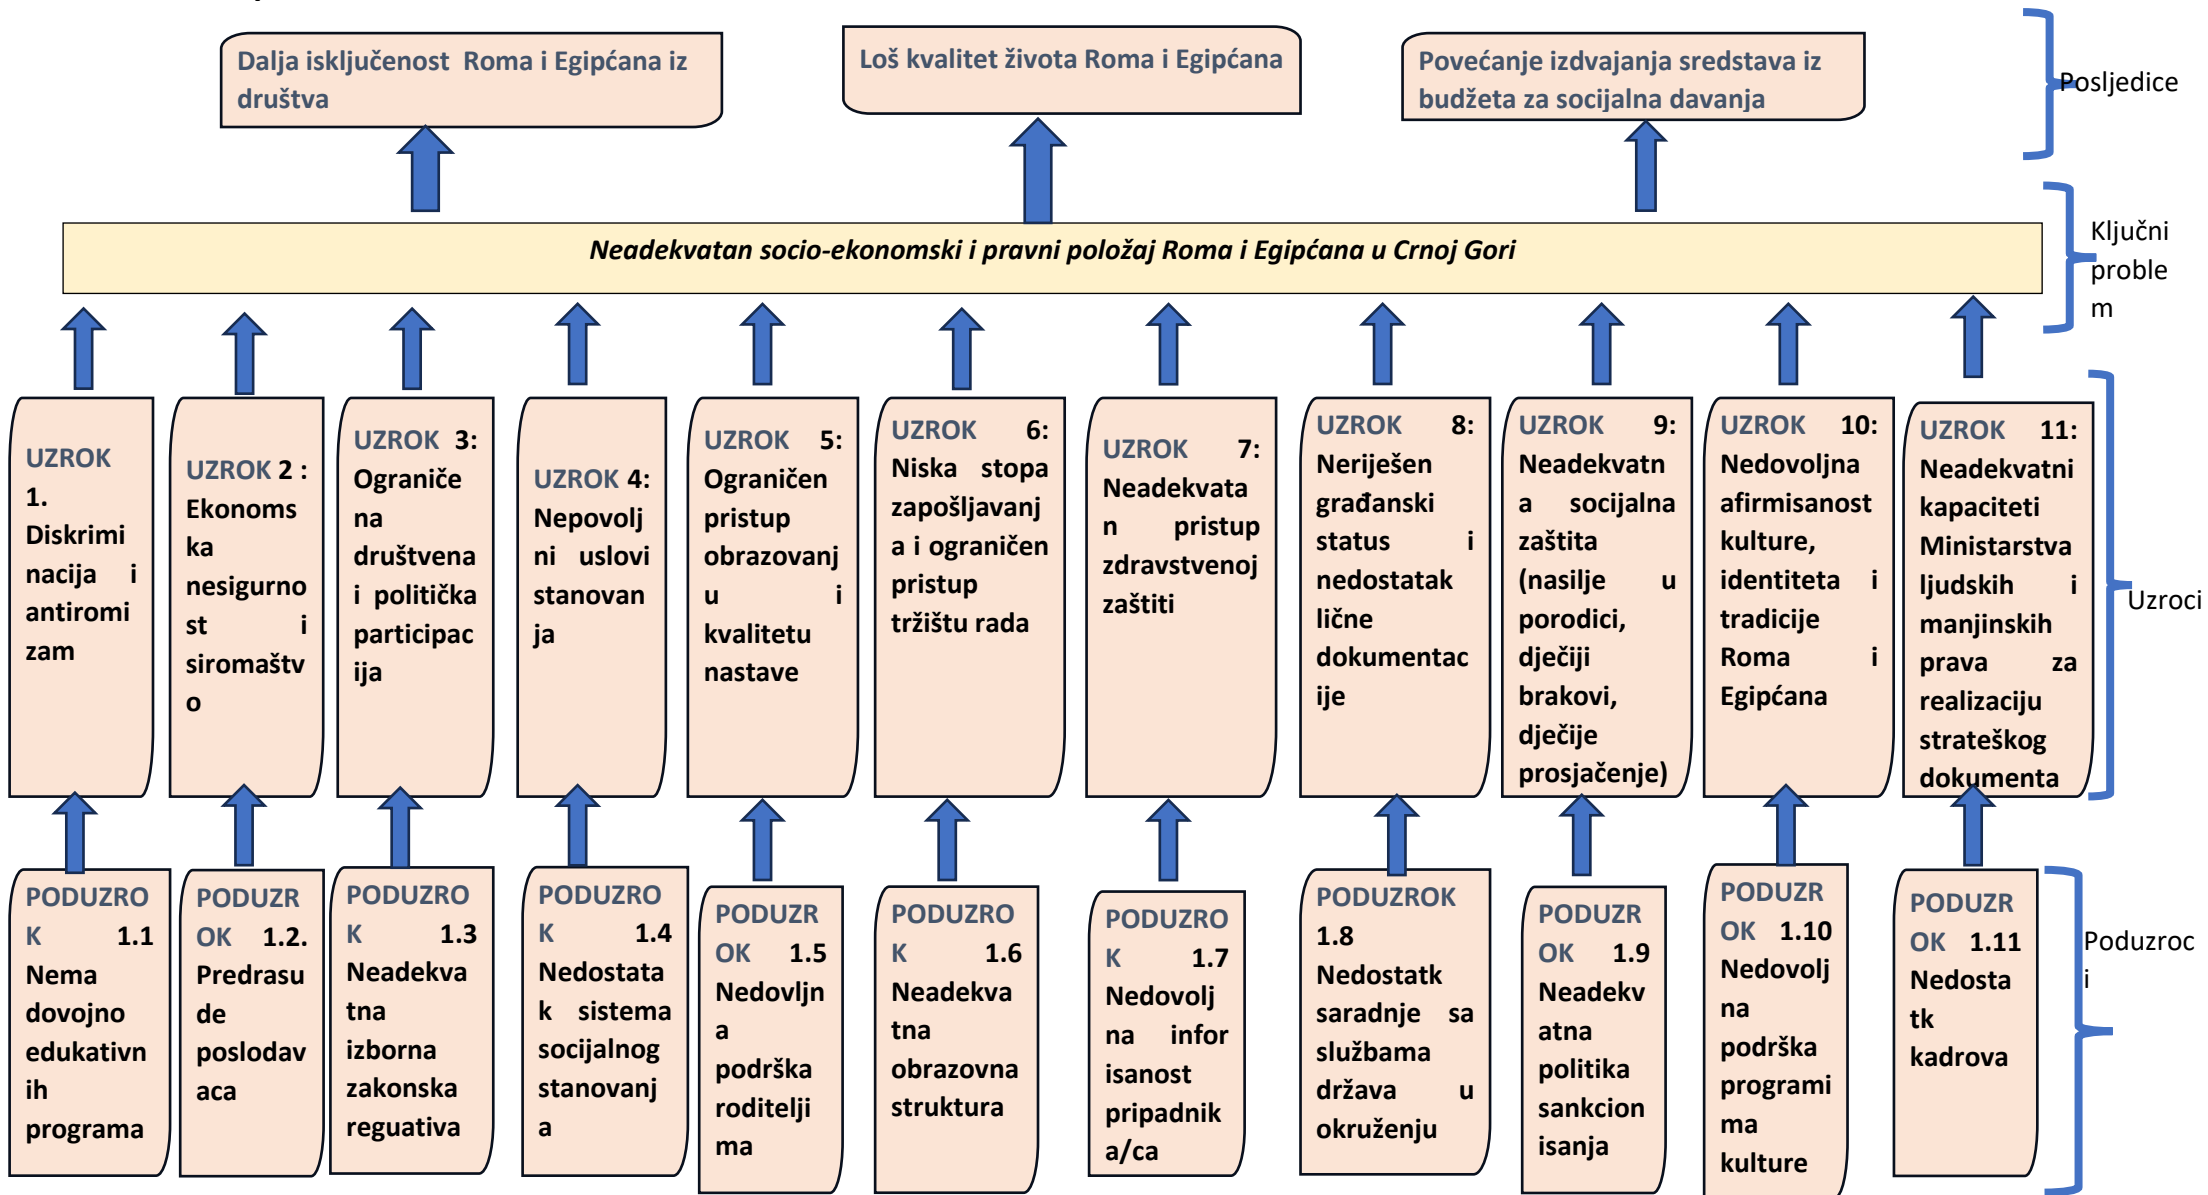 Dalja isključenost Roma i Egipćana iz
društva
Loš kvalitet života Roma i Egipćana
Povećanje izdvajanja sredstava iz
budžeta za socijalna davanja
Posljedice
Neadekvatan socio-ekonomski i pravni položaj Roma i Egipćana u Crnoj Gori
Ključni
proble
m
UZROK
1.
Diskrimi
nacija i
antiromi
zam
UZROK 2 :
Ekonoms
ka
nesigurno
st i
siromaštv
o
UZROK 3:
Ograniče
na
društvena
i politička
participac
ija
UZROK 4:
Nepovolj
ni uslovi
stanovan
ja
UZROK 5:
Ograničen
pristup
obrazovanj
u i
kvalitetu
nastave
UZROK 6:
Niska stopa
zapošljavanj
a i ograničen
pristup
tržištu rada
UZROK 7:
Neadekvata
n pristup
zdravstvenoj
zaštiti
UZROK 8:
Neriješen
građanski
status i
nedostatak
lične
dokumentac
ije
UZROK 9:
Neadekvatn
a socijalna
zaštita
(nasilje u
porodici,
dječiji
brakovi,
dječije
prosjačenje)
UZROK 10:
Nedovoljna
afirmisanost
kulture,
identiteta i
tradicije
Roma i
Egipćana
UZROK 11:
Neadekvatni
kapaciteti
Ministarstva
ljudskih i
manjinskih
prava za
realizaciju
strateškog
dokumenta
Uzroci
PODUZRO
K 1.1
Nema
dovojno
edukativn
ih
programa
PODUZR
OK 1.2.
Predrasu
de
poslodav
aca
PODUZRO
K 1.3
Neadekva
tna
izborna
zakonska
reguativa
PODUZRO
K 1.4
Nedostata
k sistema
socijalnog
stanovanj
a
PODUZR
OK 1.5
Nedovljn
a
podrška
roditelji
ma
PODUZRO
K 1.6
Neadekva
tna
obrazovna
struktura
PODUZRO
K 1.7
Nedovolj
na infor
isanost
pripadnik
a/ca
PODUZROK
1.8
Nedostatk
saradnje sa
službama
država u
okruženju
PODUZR
OK 1.9
Neadekv
atna
politika
sankcion
isanja
PODUZR
OK 1.10
Nedovolj
na
podrška
programi
ma
kulture
PODUZR
OK 1.11
Nedosta
tk
kadrova
Poduzroc
i